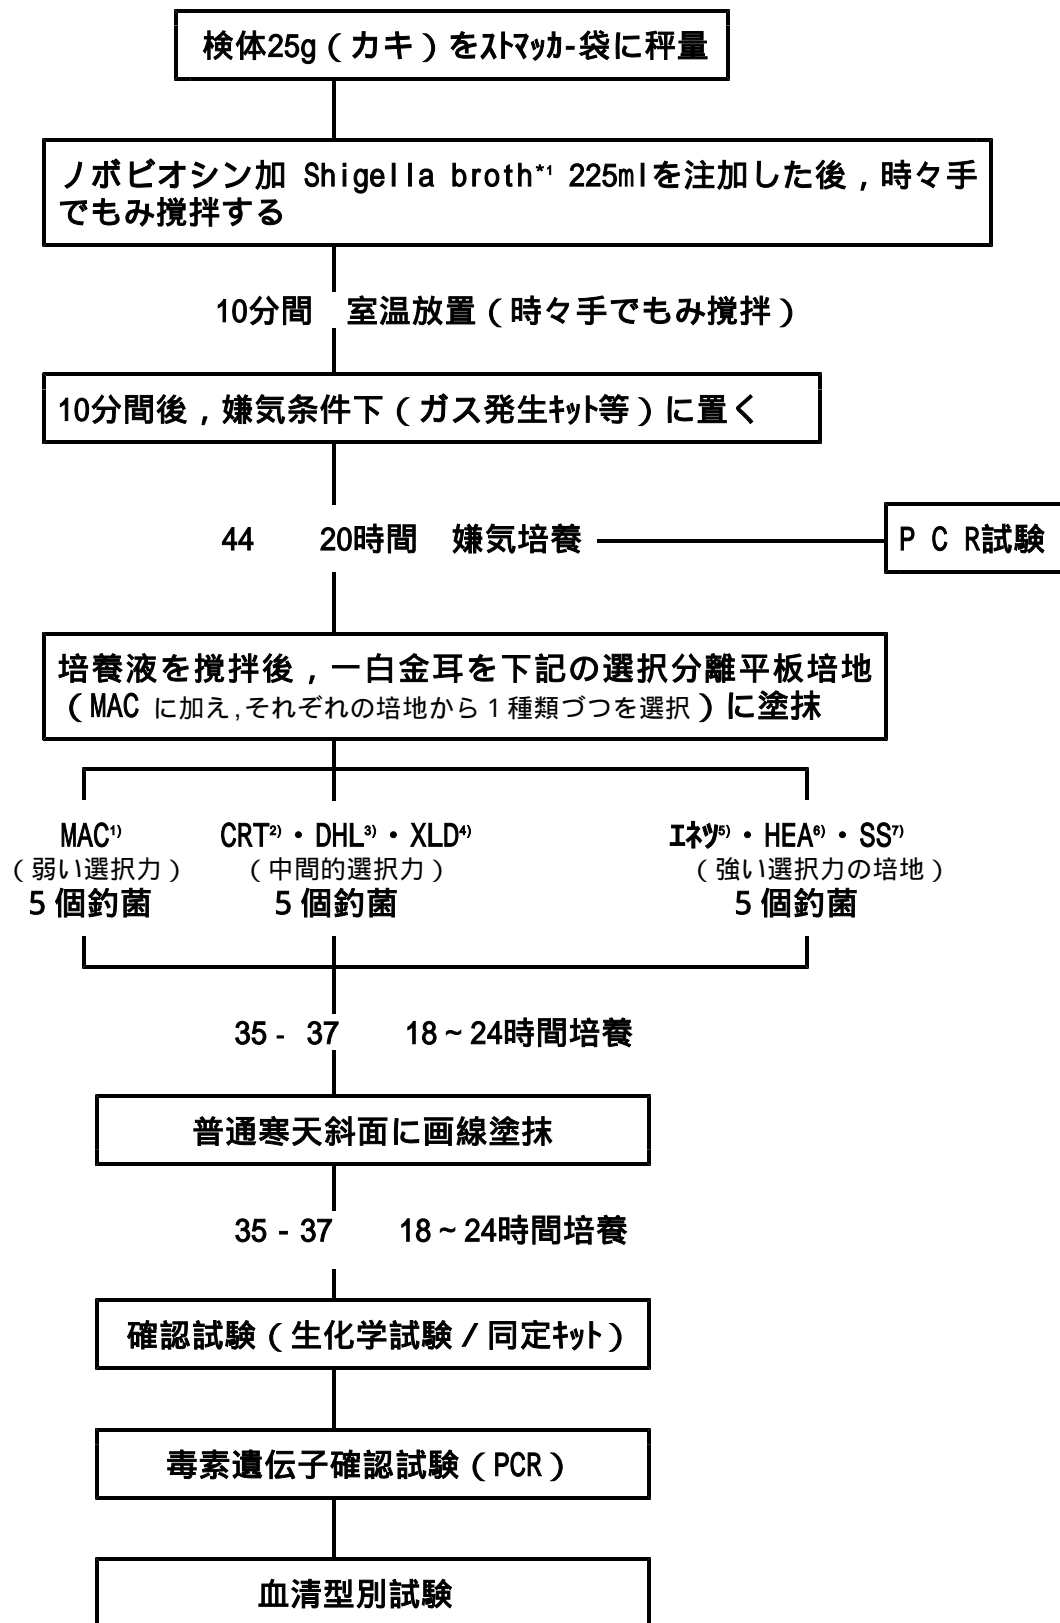 検体25g（カキ）をｽﾄﾏｯｶ-袋に秤量
ノボビオシン加 Shigella broth*1 225mlを注加した後，時々手
でもみ撹拌する
10分間　室温放置（時々手でもみ撹拌）
10分間後，嫌気条件下（ガス発生ｷｯﾄ等）に置く
44　20時間　嫌気培養
ＰＣＲ試験
培養液を撹拌後，一白金耳を下記の選択分離平板培地
（MAC に加え,それぞれの培地から１種類づつを選択）に塗抹
MAC1)　CRT2)・DHL3)・XLD4)　ｴﾈﾂ5)・HEA6)・SS7)
（弱い選択力）　（中間的選択力）　（強い選択力の培地）
５個釣菌　５個釣菌　５個釣菌
35 - 37　18～24時間培養
普通寒天斜面に画線塗抹
35 - 37　18～24時間培養
確認試験（生化学試験／同定ｷｯﾄ）
毒素遺伝子確認試験（PCR）
血清型別試験